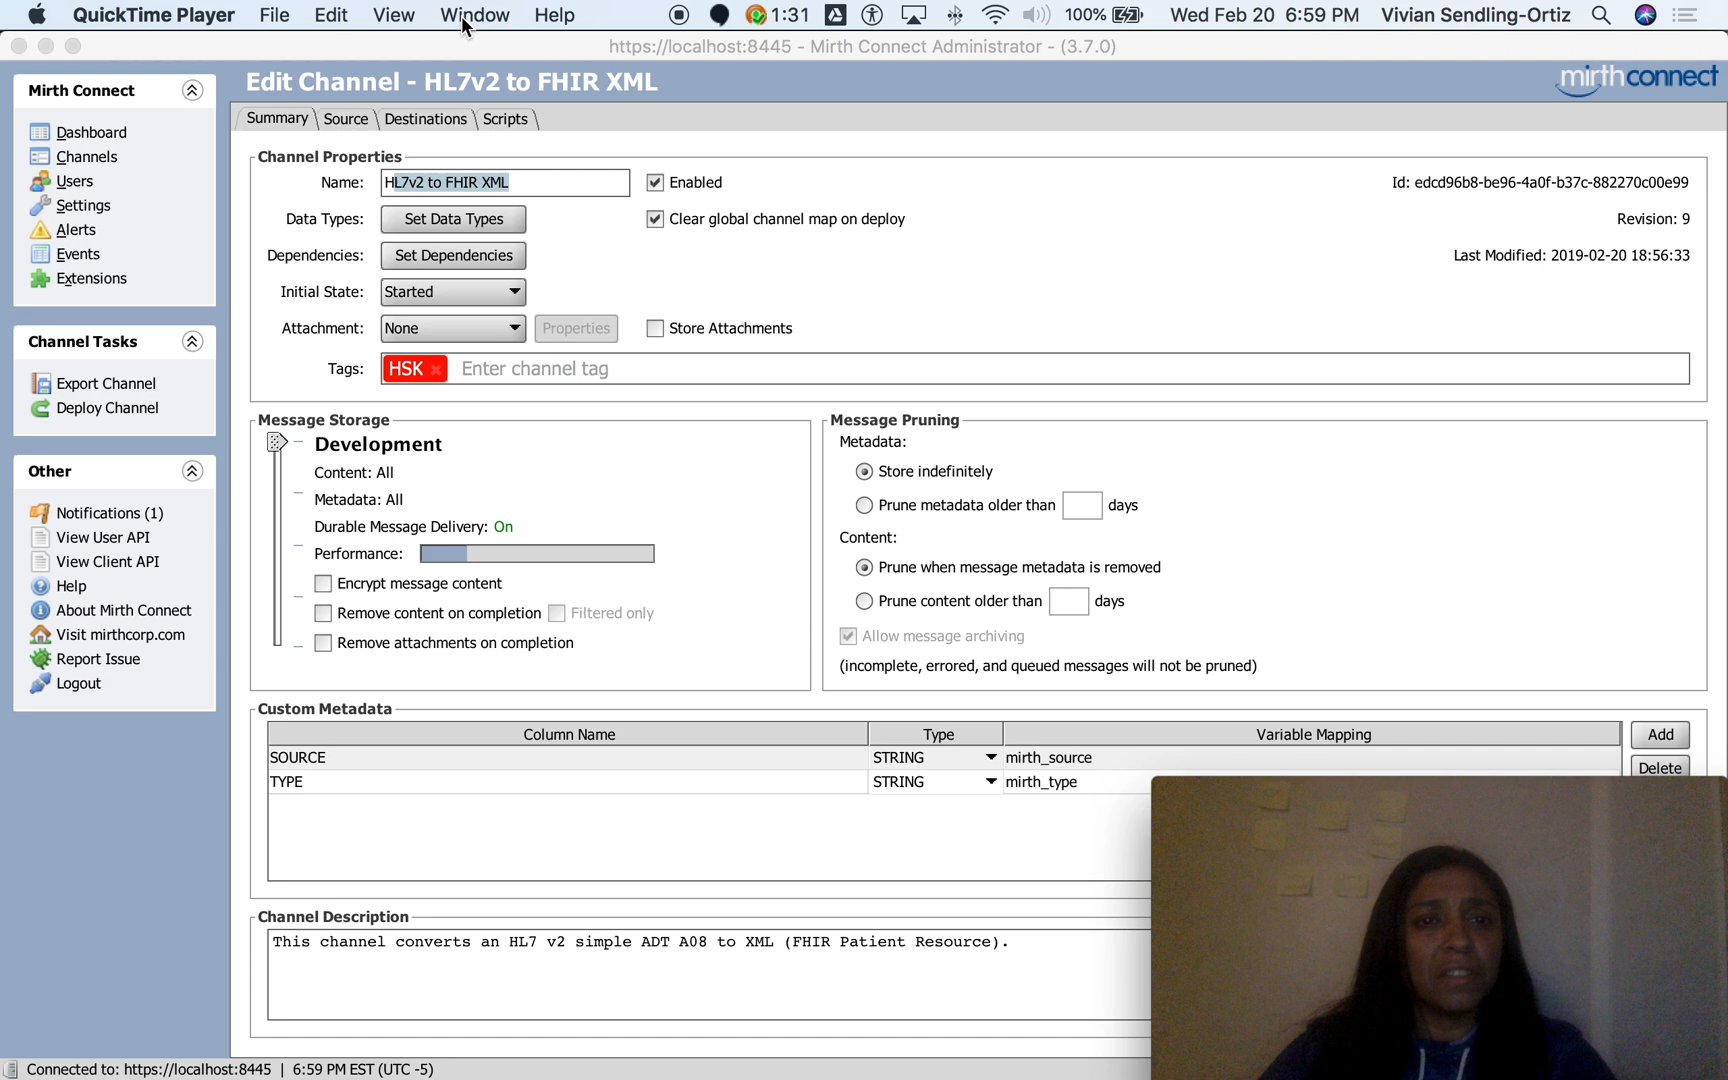 QuickTime Player File Edit View Window Help 1:31 100% Wed Feb 20 6:59 PM Vivian Sendling-Ortiz
https://localhost:8445 - Mirth Connect Administrator - (3.7.0)
Mirth Connect
Dashboard
Channels
Users
Settings
Alerts
Events
Extensions
Channel Tasks
Export Channel
Deploy Channel
Other
Notifications (1)
View User API
View Client API
Help
About Mirth Connect
Visit mirthcorp.com
Report Issue
Logout
Edit Channel - HL7v2 to FHIR XML
mirthconnect
Summary Source Destinations Scripts
Channel Properties
Name: HL7v2 to FHIR XML Enabled Id: edcd96b8-be96-4a0f-b37c-882270c00e99
Data Types: Set Data Types Clear global channel map on deploy Revision: 9
Dependencies: Set Dependencies Last Modified: 2019-02-20 18:56:33
Initial State: Started
Attachment: None Properties Store Attachments
Tags: HSK Enter channel tag
Message Storage
Development
Content: All
Metadata: All
Durable Message Delivery: On
Performance:
Encrypt message content
Remove content on completion Filtered only
Remove attachments on completion
Message Pruning
Metadata:
Store indefinitely
Prune metadata older than days
Content:
Prune when message metadata is removed
Prune content older than days
Allow message archiving
(incomplete, errored, and queued messages will not be pruned)
Custom Metadata
Column Name Type Variable Mapping Add
SOURCE STRING mirth_source
TYPE STRING mirth_type
Delete
Channel Description
This channel converts an HL7 v2 simple ADT A08 to XML (FHIR Patient Resource).
Connected to: https://localhost:8445 | 6:59 PM EST (UTC -5)